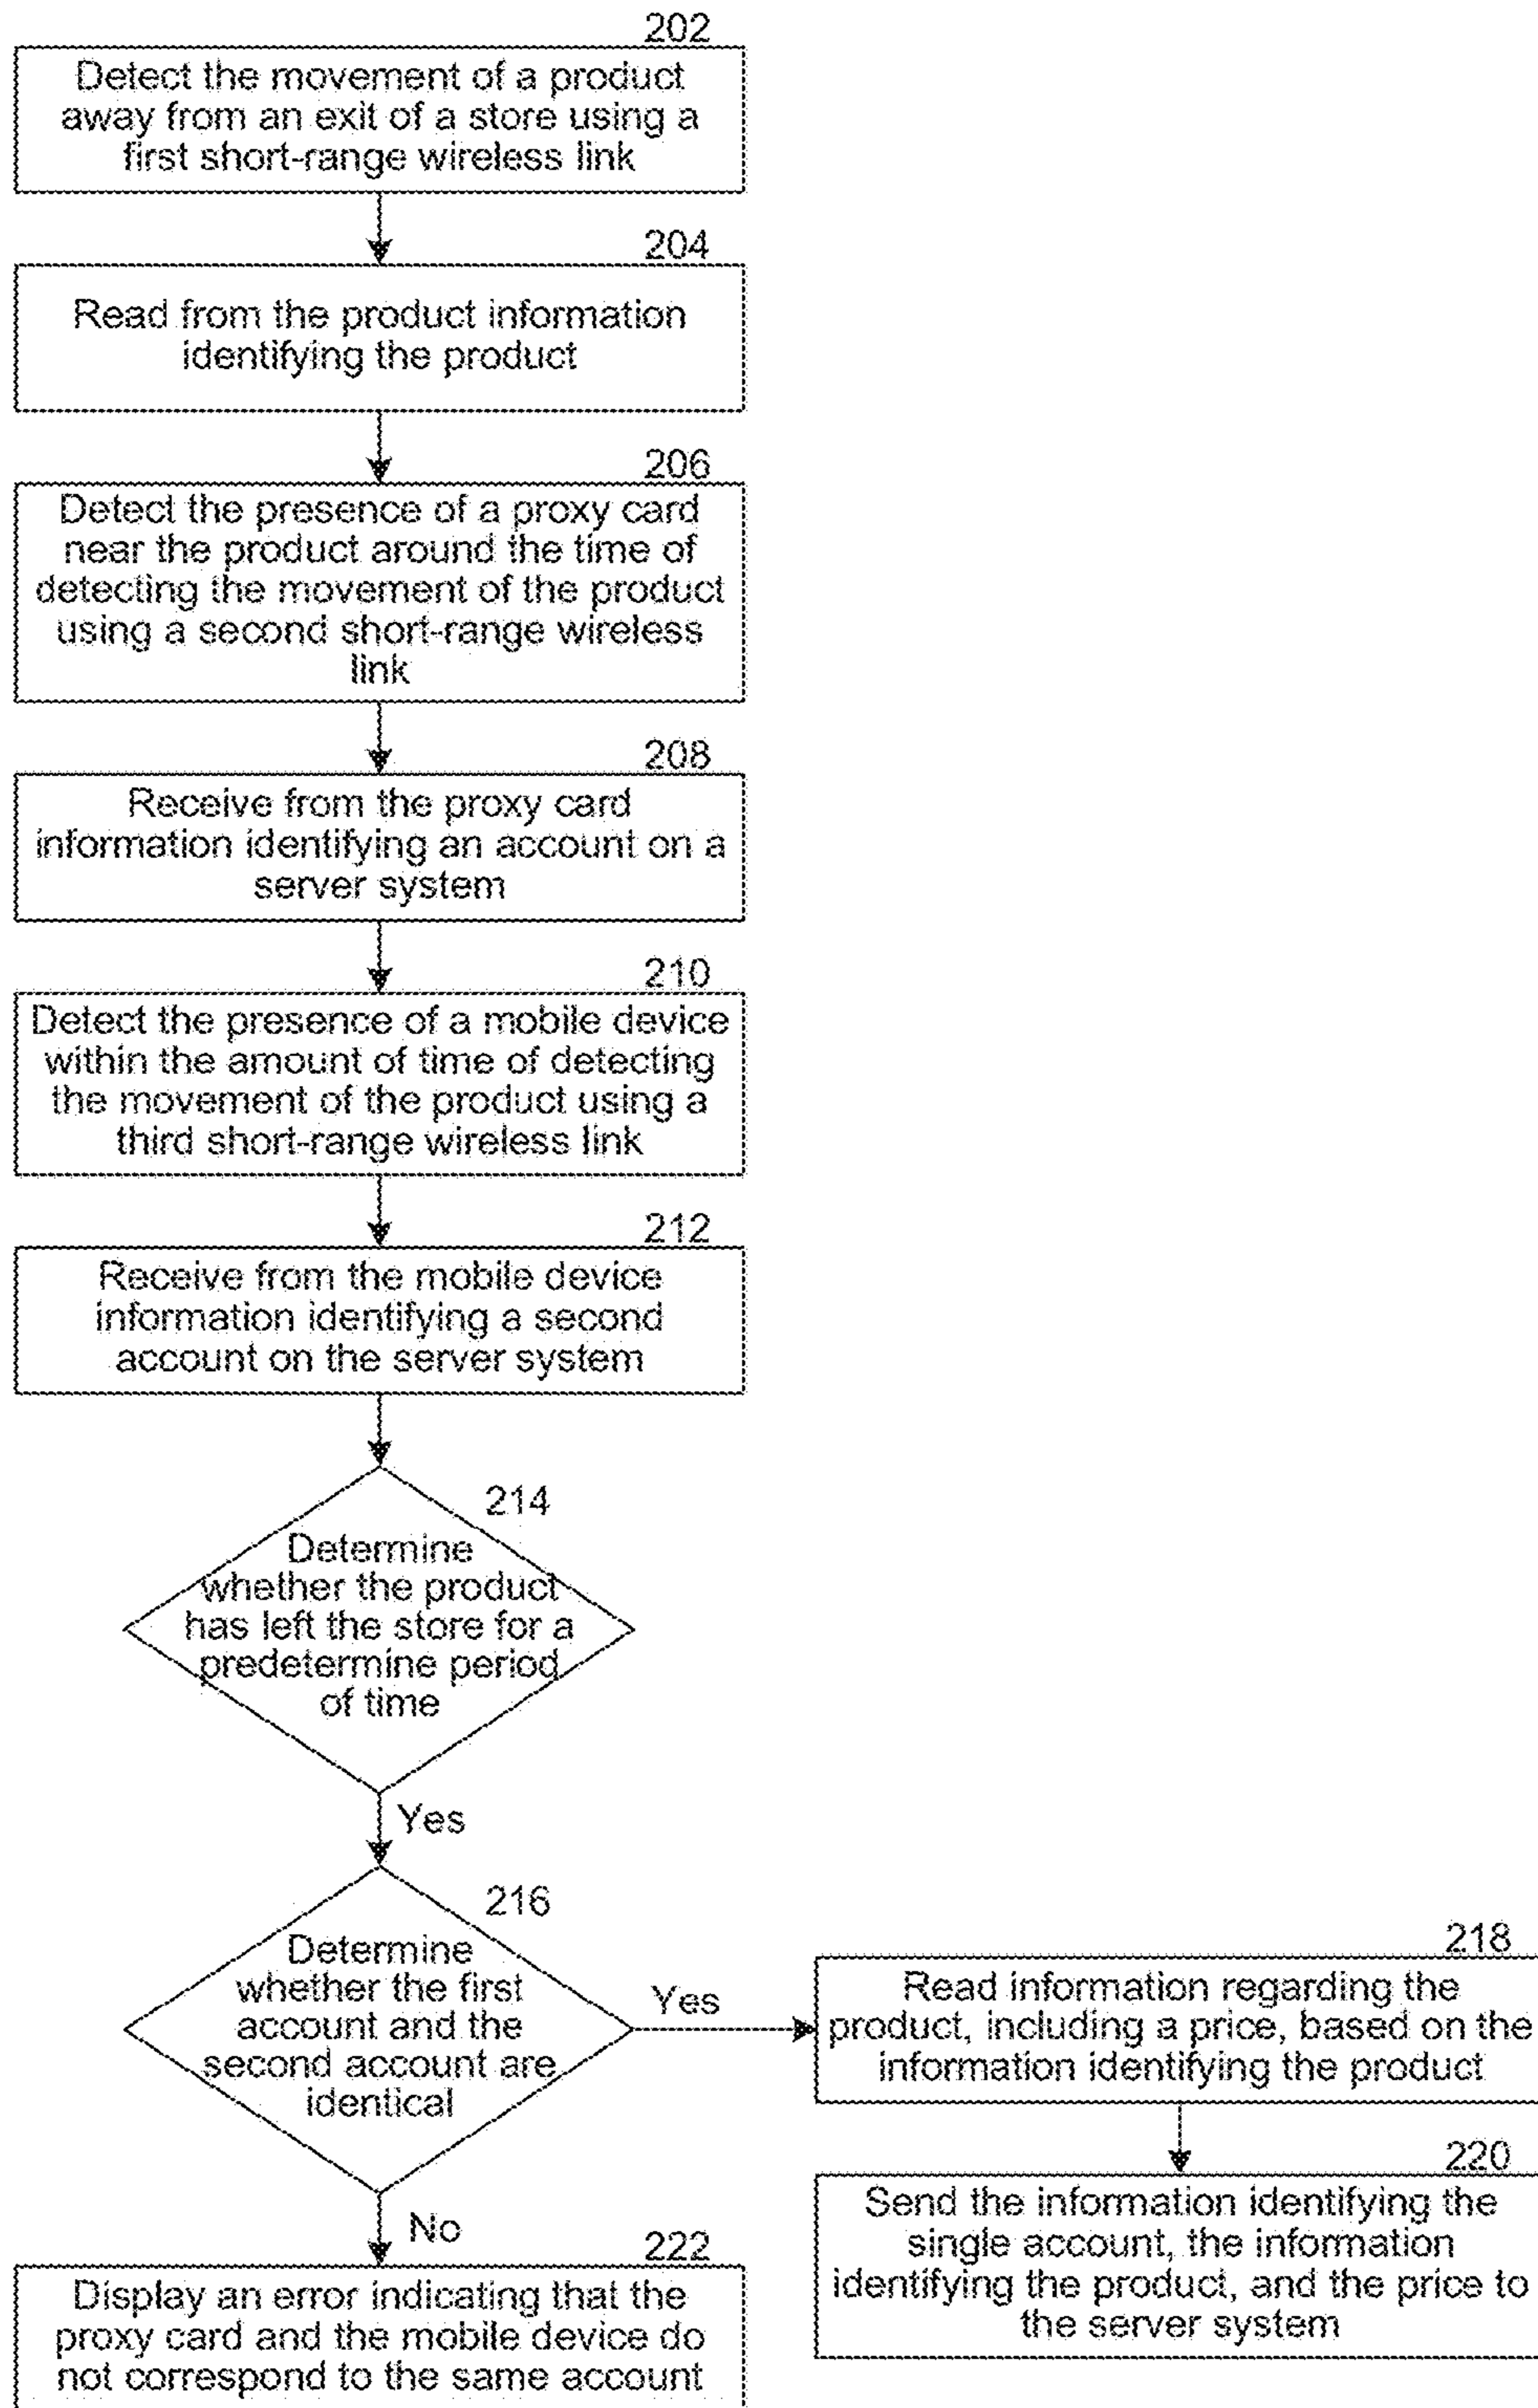 202
Detect the movement of a product
away from an exit of a store using a
first short-range wireless link
204
Read from the product information
identifying the product
206
Detect the presence of a proxy card
near the product around the time of
detecting the movement of the product
using a second short-range wireless
link
208
Receive from the proxy card
information identifying an account on a
server system
210
Detect the presence of a mobile device
within the amount of time of detecting
the movement of the product using a
third short-range wireless link
212
Receive from the mobile device
information identifying a second
account on the server system
214
Determine
whether the product
has left the store for a
predetermine period
of time
Yes
216
Determine
whether the first
account and the
second account are
identical
Yes
218
Read information regarding the
product, including a price, based on the
information identifying the product
220
Send the information identifying the
single account, the information
identifying the product, and the price to
the server system
No
222
Display an error indicating that the
proxy card and the mobile device do
not correspond to the same account